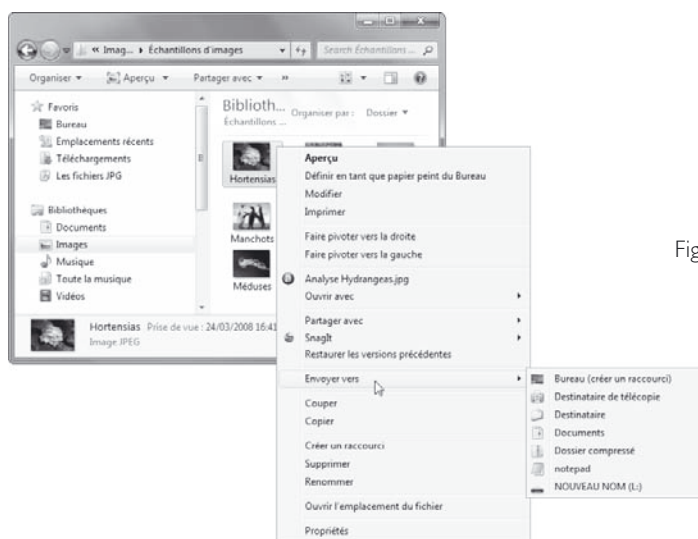 « Imag... ▸ Échantillons d'images
Search Échantillons ...
Organiser Aperçu Partager avec »
Favoris
Bureau
Emplacements récents
Téléchargements
Les fichiers JPG
Bibliothèques
Documents
Images
Musique
Toute la musique
Vidéos
Biblioth...
Échantillons ...
Organiser par : Dossier
Hortensias
Manchots
Méduses
Hortensias Prise de vue : 24/03/2008 16:41
Image JPEG
Aperçu
Définir en tant que papier peint du Bureau
Modifier
Imprimer
Faire pivoter vers la droite
Faire pivoter vers la gauche
Analyse Hydrangeas.jpg
Ouvrir avec
Partager avec
SnagIt
Restaurer les versions précédentes
Envoyer vers
Couper
Copier
Créer un raccourci
Supprimer
Renommer
Ouvrir l'emplacement du fichier
Propriétés
Bureau (créer un raccourci)
Destinataire de télécopie
Destinataire
Documents
Dossier compressé
notepad
NOUVEAU NOM (L:)
Fig